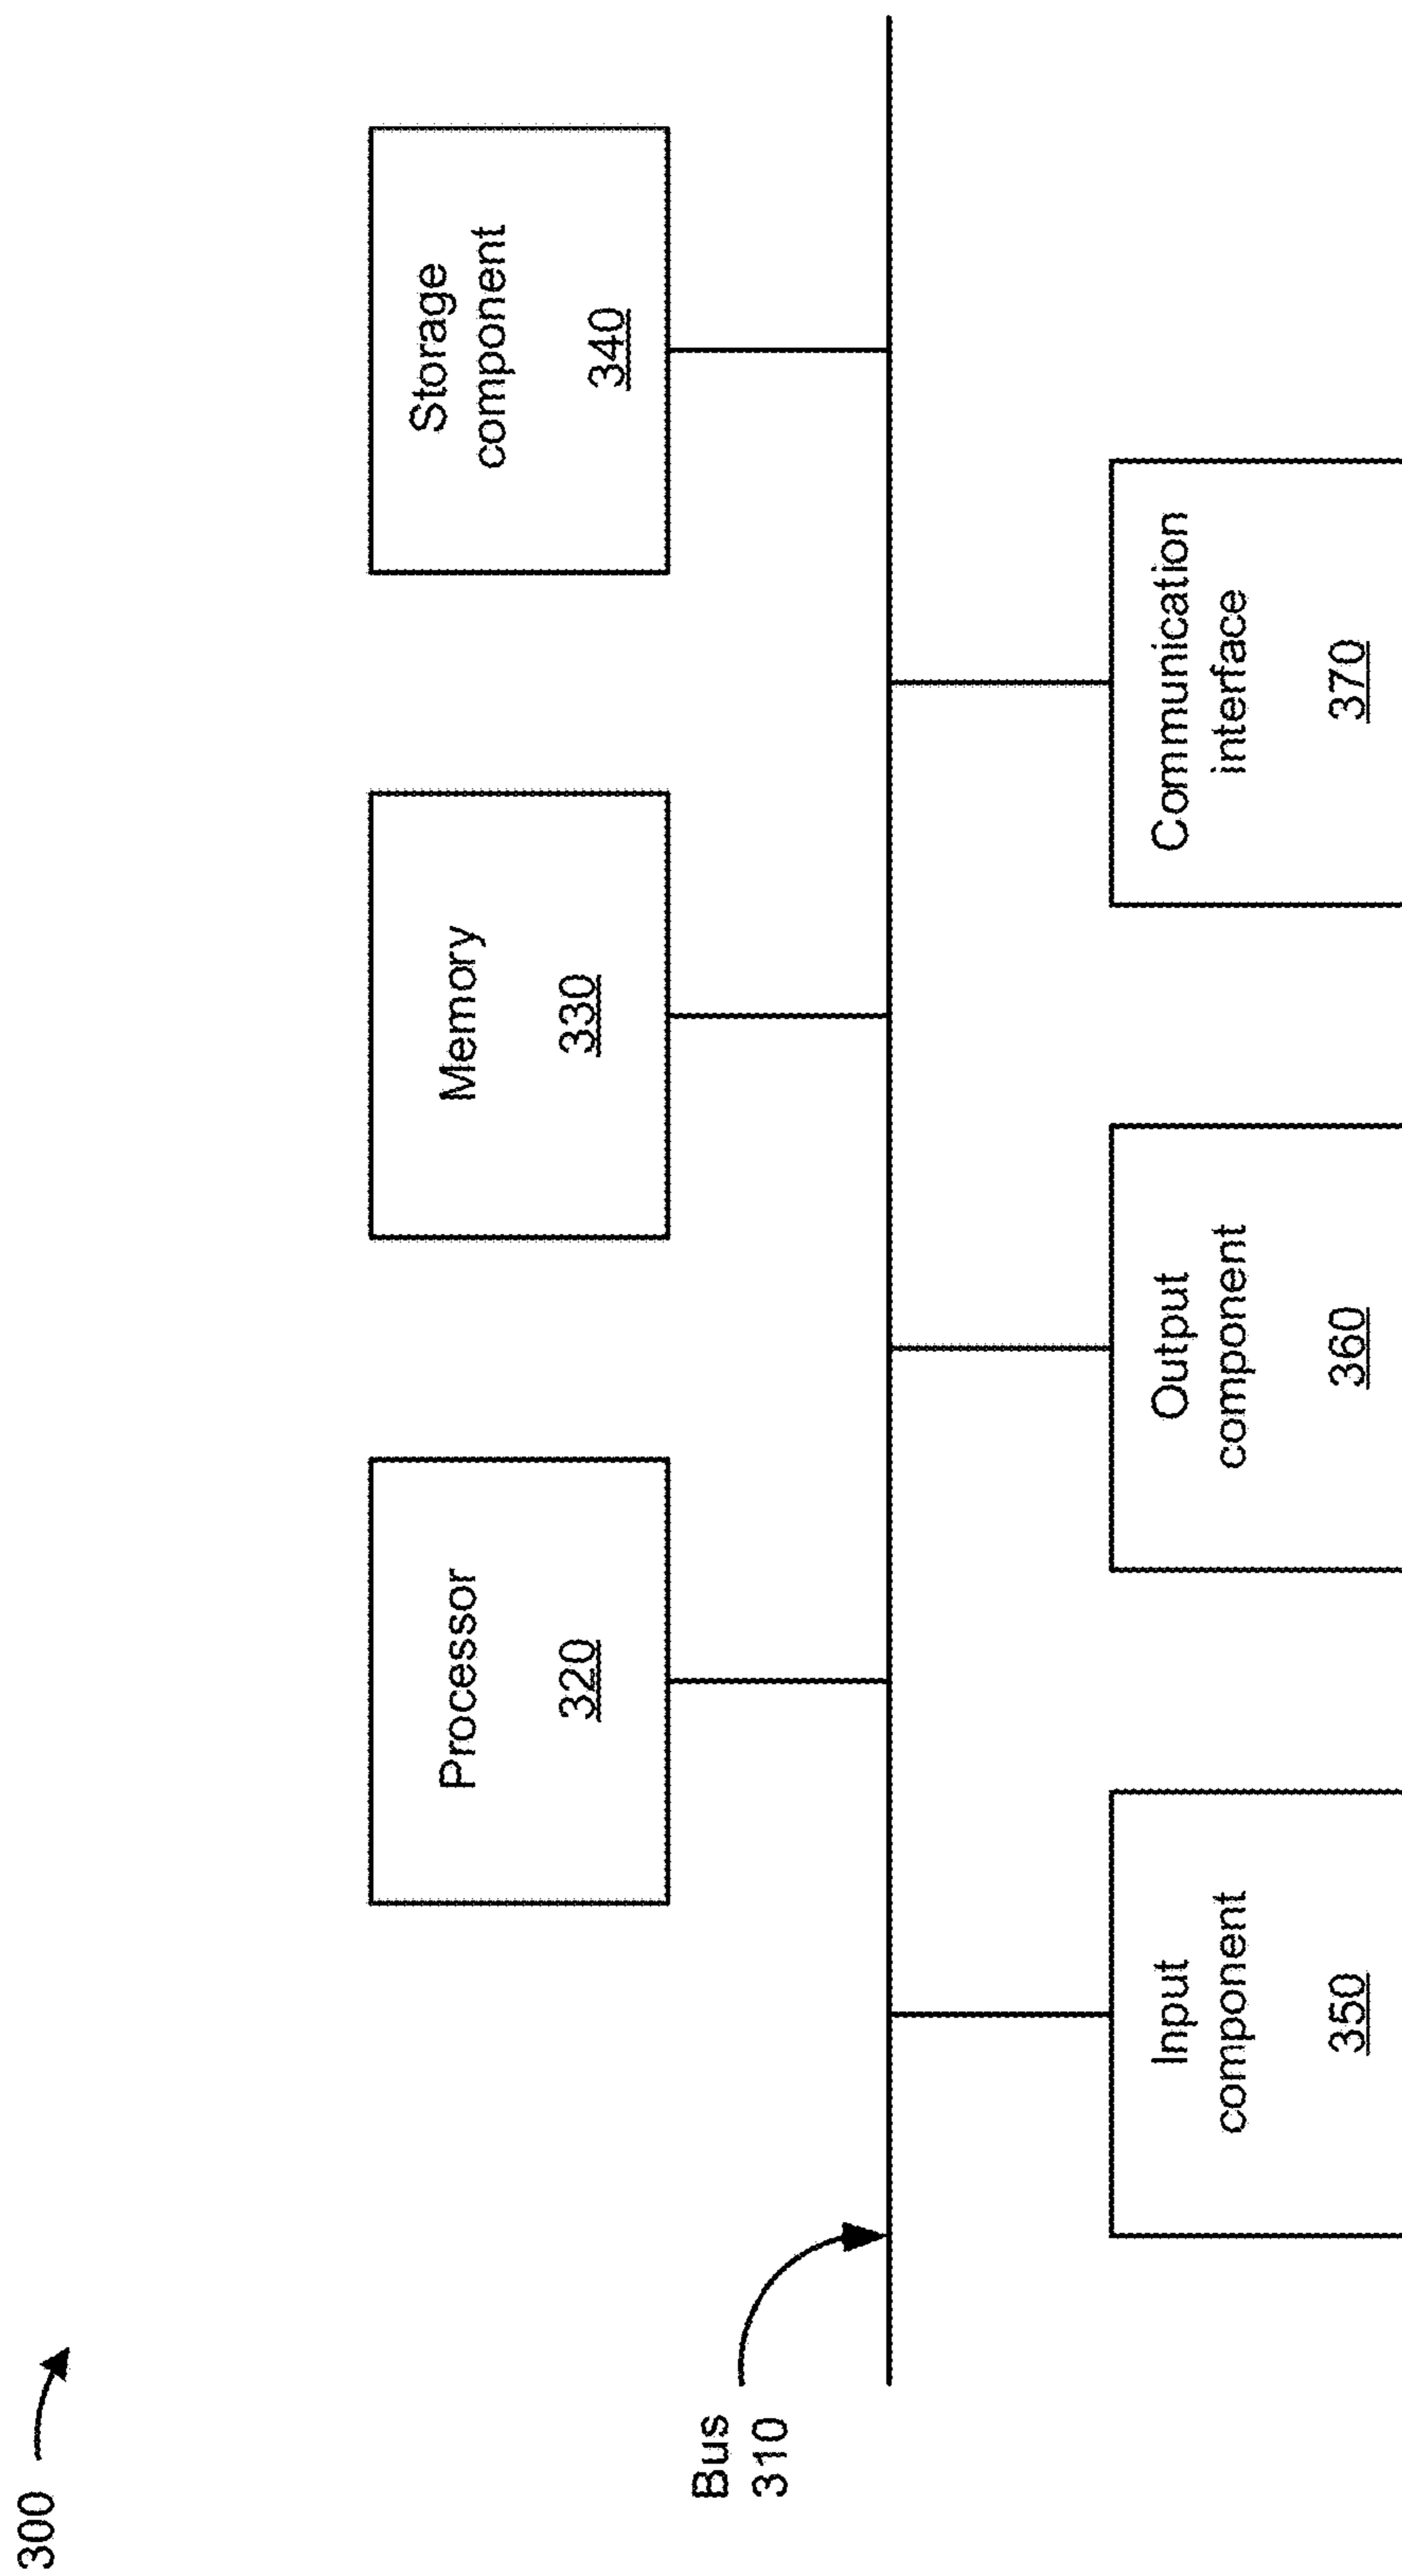 300
Bus
310
Processor
320
Memory
330
Storage
component
340
Input
component
350
Output
component
360
Communication
interface
370